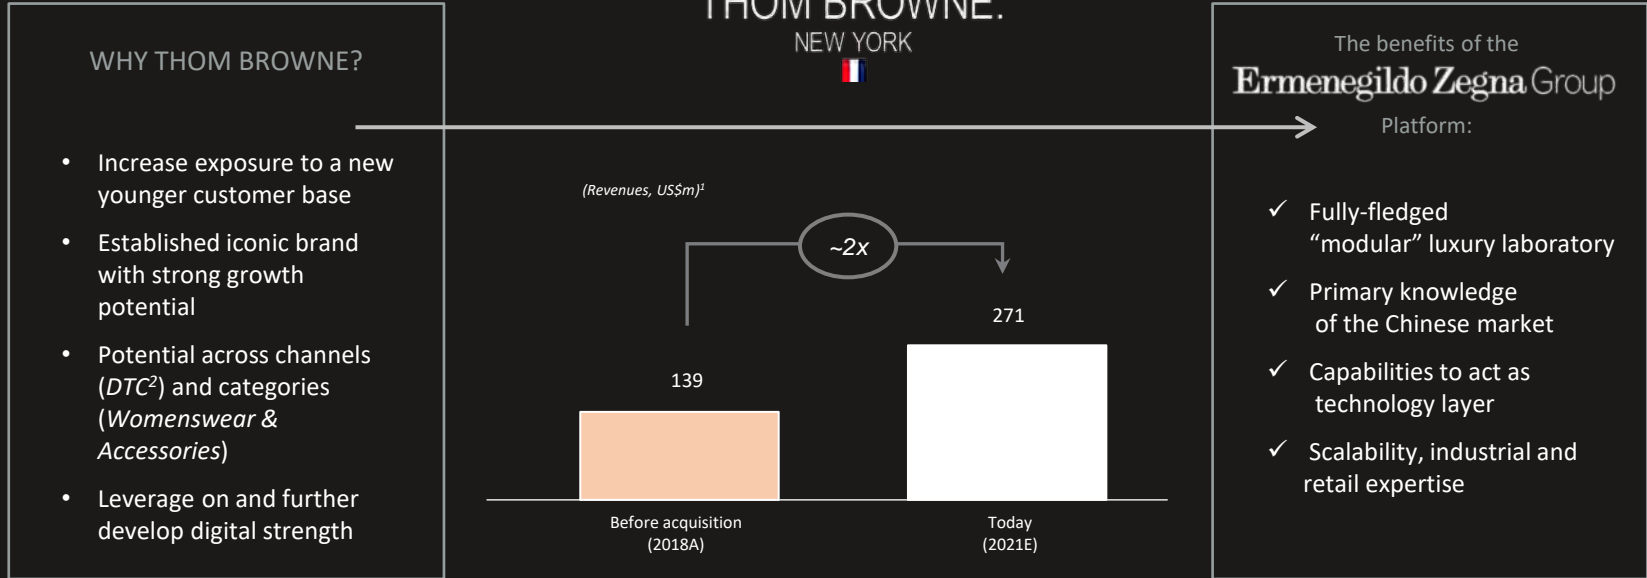 THOM BROWNE.
NEW YORK
WHY THOM BROWNE?
• Increase exposure to a new
younger customer base
• Established iconic brand
with strong growth
potential
• Potential across channels
(DTC²) and categories
(Womenswear &
Accessories)
• Leverage on and further
develop digital strength
(Revenues, US$m)¹
~2x
139
271
Before acquisition
(2018A)
Today
(2021E)
The benefits of the
Ermenegildo Zegna Group
Platform:
✓ Fully-fledged
“modular” luxury laboratory
✓ Primary knowledge
of the Chinese market
✓ Capabilities to act as
technology layer
✓ Scalability, industrial and
retail expertise